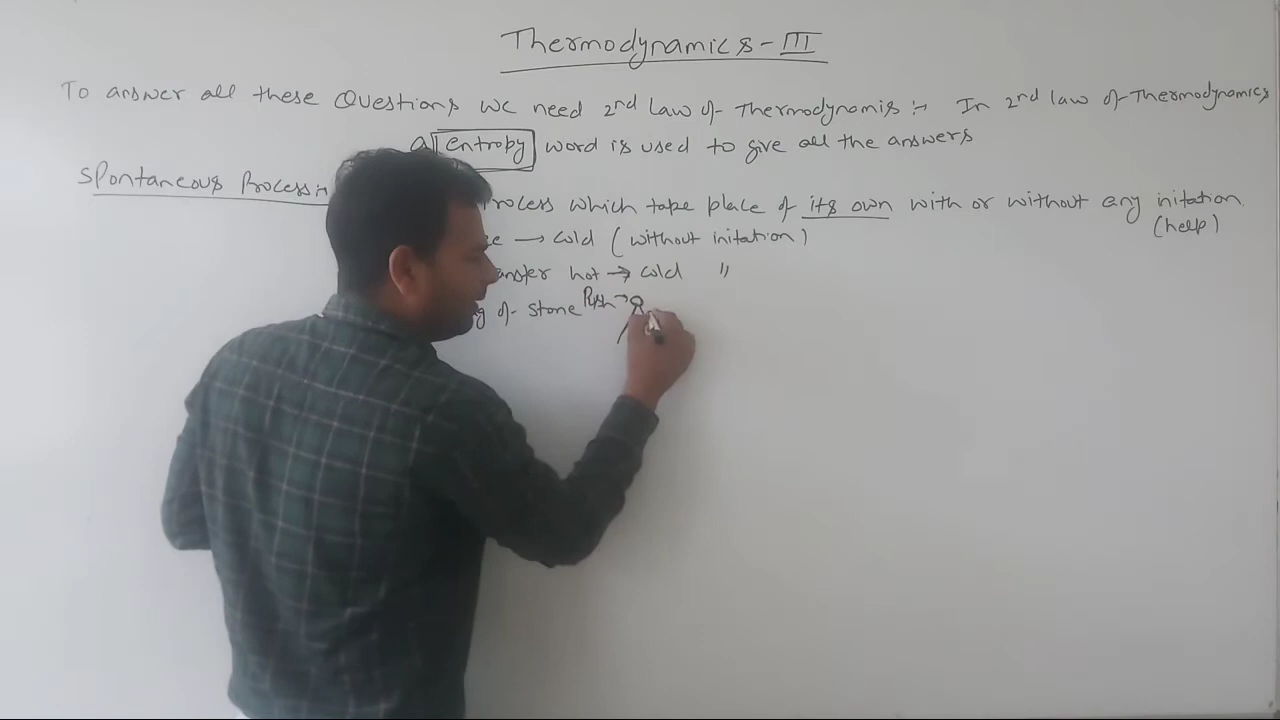 Thermodynamics - III
To answer all these Questions we need 2nd law of Thermodynamis :- In 2nd law of Thermodynamics
a entropy word is used to give all the answers
Spontaneous Process :-
rocess which take place of its own with or without any initation
(help)
→ cold (without initation)
hot → cold "
of stone Push →